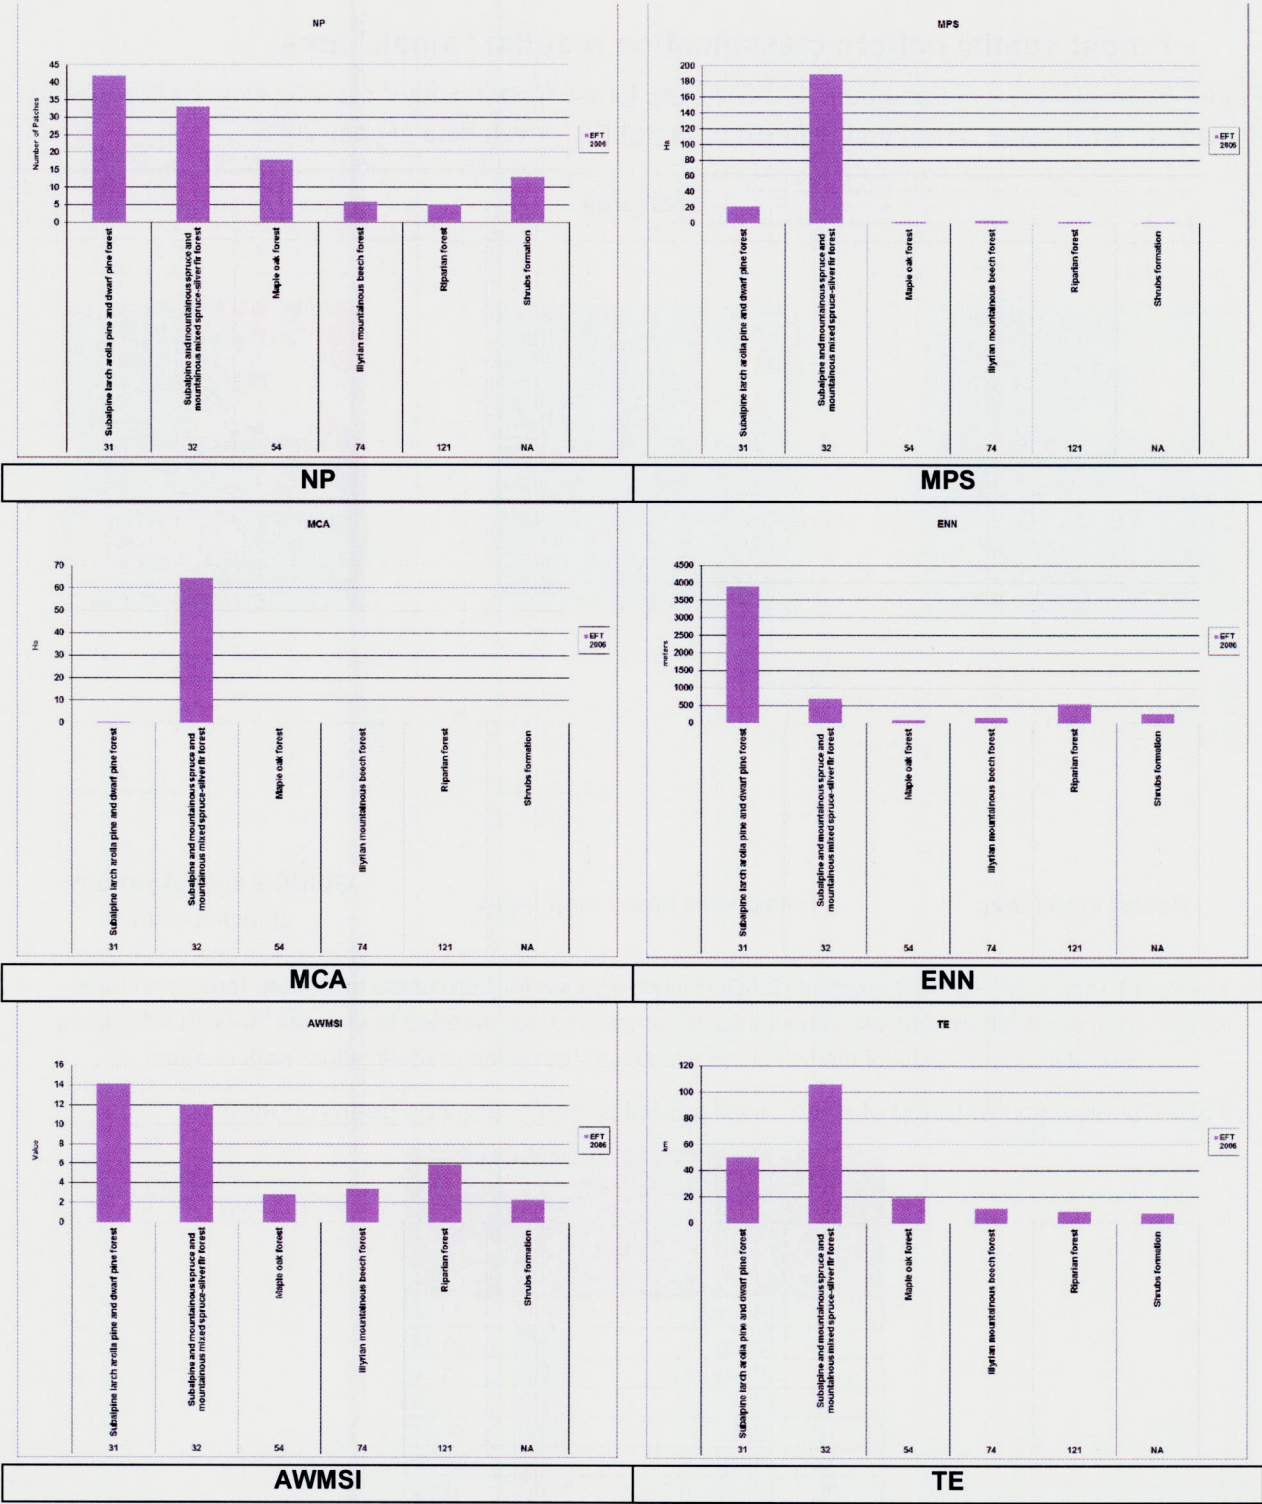 NP
Number of Patches
45
40
35
30
25
20
15
10
5
0
EFT
2006
Subalpine larch arolla pine and dwarf pine forest
Subalpine and mountainous spruce and
mountainous mixed spruce-silver fir forest
Maple oak forest
Illyrian mountainous beech forest
Riparian forest
Shrubs formation
31 32 54 74 121 NA
NP
MPS
Ha
200
180
160
140
120
100
80
60
40
20
0
EFT
2006
Subalpine larch arolla pine and dwarf pine forest
Subalpine and mountainous spruce and
mountainous mixed spruce-silver fir forest
Maple oak forest
Illyrian mountainous beech forest
Riparian forest
Shrubs formation
31 32 54 74 121 NA
MPS
MCA
Ha
70
60
50
40
30
20
10
0
EFT
2006
Subalpine larch arolla pine and dwarf pine forest
Subalpine and mountainous spruce and
mountainous mixed spruce-silver fir forest
Maple oak forest
Illyrian mountainous beech forest
Riparian forest
Shrubs formation
31 32 54 74 121 NA
MCA
ENN
meters
4500
4000
3500
3000
2500
2000
1500
1000
500
0
EFT
2006
Subalpine larch arolla pine and dwarf pine forest
Subalpine and mountainous spruce and
mountainous mixed spruce-silver fir forest
Maple oak forest
Illyrian mountainous beech forest
Riparian forest
Shrubs formation
31 32 54 74 121 NA
ENN
AWMSI
Value
16
14
12
10
8
6
4
2
0
EFT
2006
Subalpine larch arolla pine and dwarf pine forest
Subalpine and mountainous spruce and
mountainous mixed spruce-silver fir forest
Maple oak forest
Illyrian mountainous beech forest
Riparian forest
Shrubs formation
31 32 54 74 121 NA
AWMSI
TE
km
120
100
80
60
40
20
0
EFT
2006
Subalpine larch arolla pine and dwarf pine forest
Subalpine and mountainous spruce and
mountainous mixed spruce-silver fir forest
Maple oak forest
Illyrian mountainous beech forest
Riparian forest
Shrubs formation
31 32 54 74 121 NA
TE